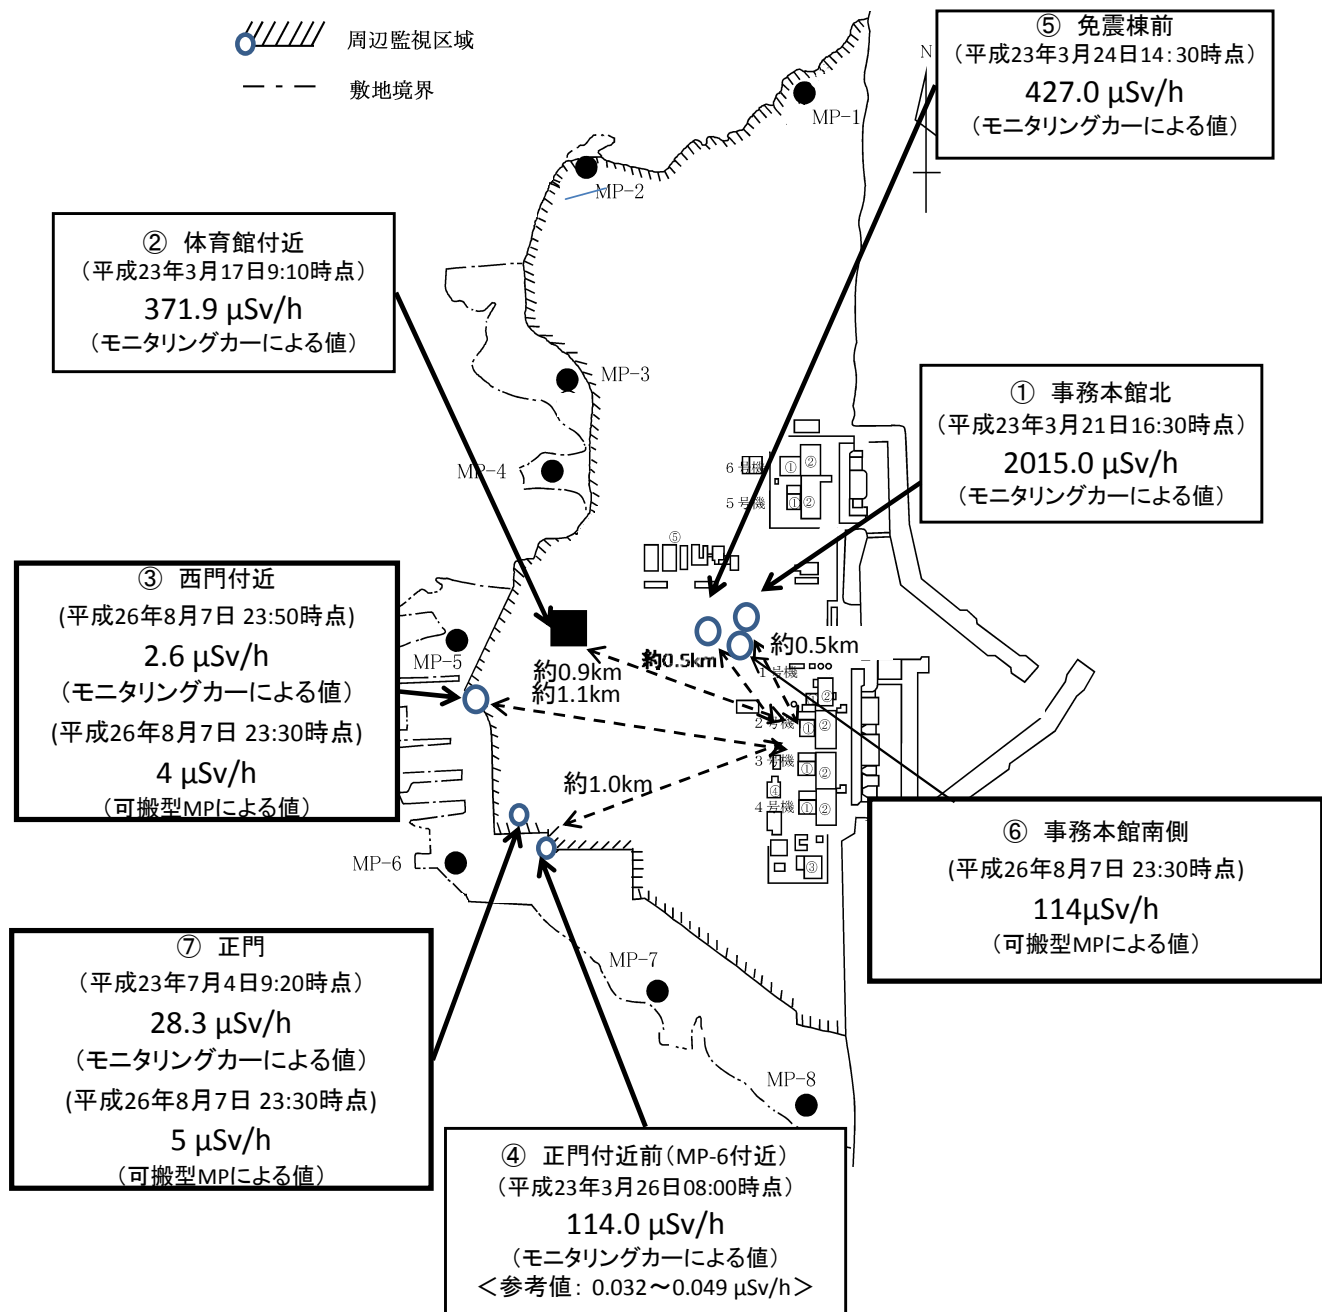 周辺監視区域
敷地境界
⑤ 免震棟前
(平成23年3月24日14:30時点)
427.0 μSv/h
(モニタリングカーによる値)
N
MP-1
MP-2
② 体育館付近
(平成23年3月17日9:10時点)
371.9 μSv/h
(モニタリングカーによる値)
MP-3
① 事務本館北
(平成23年3月21日16:30時点)
2015.0 μSv/h
(モニタリングカーによる値)
MP-4
6号機
①
②
5号機
①
②
⑤
③ 西門付近
(平成26年8月7日 23:50時点)
2.6 μSv/h
(モニタリングカーによる値)
(平成26年8月7日 23:30時点)
4 μSv/h
(可搬型MPによる値)
MP-5
約0.9km
約1.1km
約0.5km
約0.5km
1号機
②
2号機
①
②
3号機
①
②
約1.0km
④
4号機
①
②
③
MP-6
⑥ 事務本館南側
(平成26年8月7日 23:30時点)
114μSv/h
(可搬型MPによる値)
⑦ 正門
(平成23年7月4日9:20時点)
28.3 μSv/h
(モニタリングカーによる値)
(平成26年8月7日 23:30時点)
5 μSv/h
(可搬型MPによる値)
MP-7
MP-8
④ 正門付近前(MP-6付近)
(平成23年3月26日08:00時点)
114.0 μSv/h
(モニタリングカーによる値)
<参考値: 0.032~0.049 μSv/h>